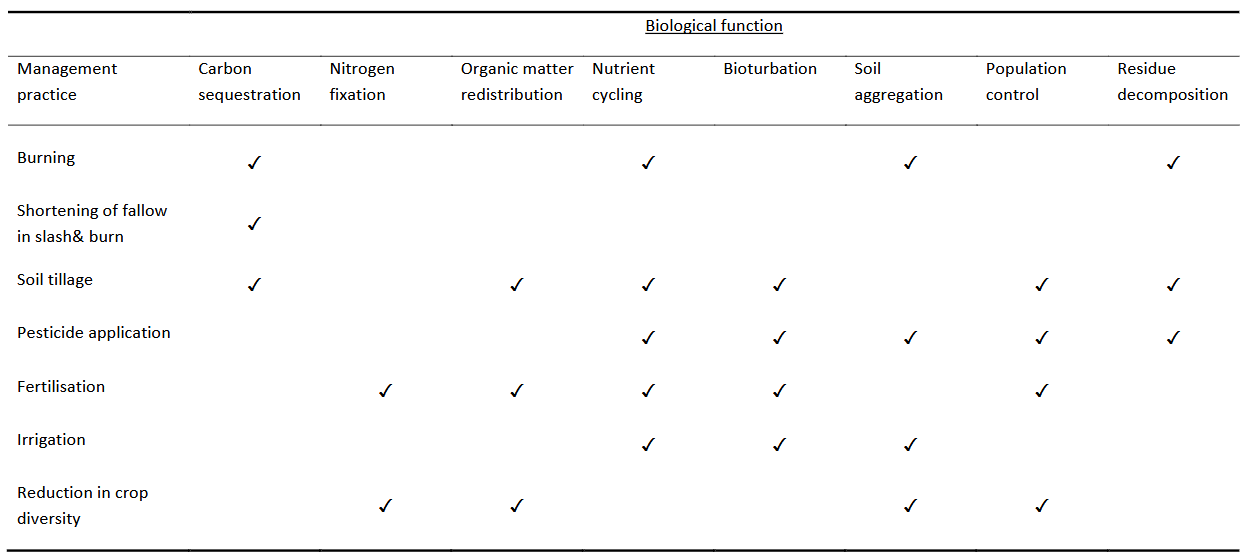 Biological function
Management Carbon Nitrogen Organic matter Nutrient Bioturbation Soil Population Residue
practice sequestration fixation redistribution cycling aggregation control decomposition
Burning ✓ ✓ ✓ ✓
Shortening of fallow
in slash& burn ✓
Soil tillage ✓ ✓ ✓ ✓ ✓ ✓
Pesticide application ✓ ✓ ✓ ✓ ✓
Fertilisation ✓ ✓ ✓ ✓ ✓
Irrigation ✓ ✓ ✓
Reduction in crop
diversity ✓ ✓ ✓ ✓